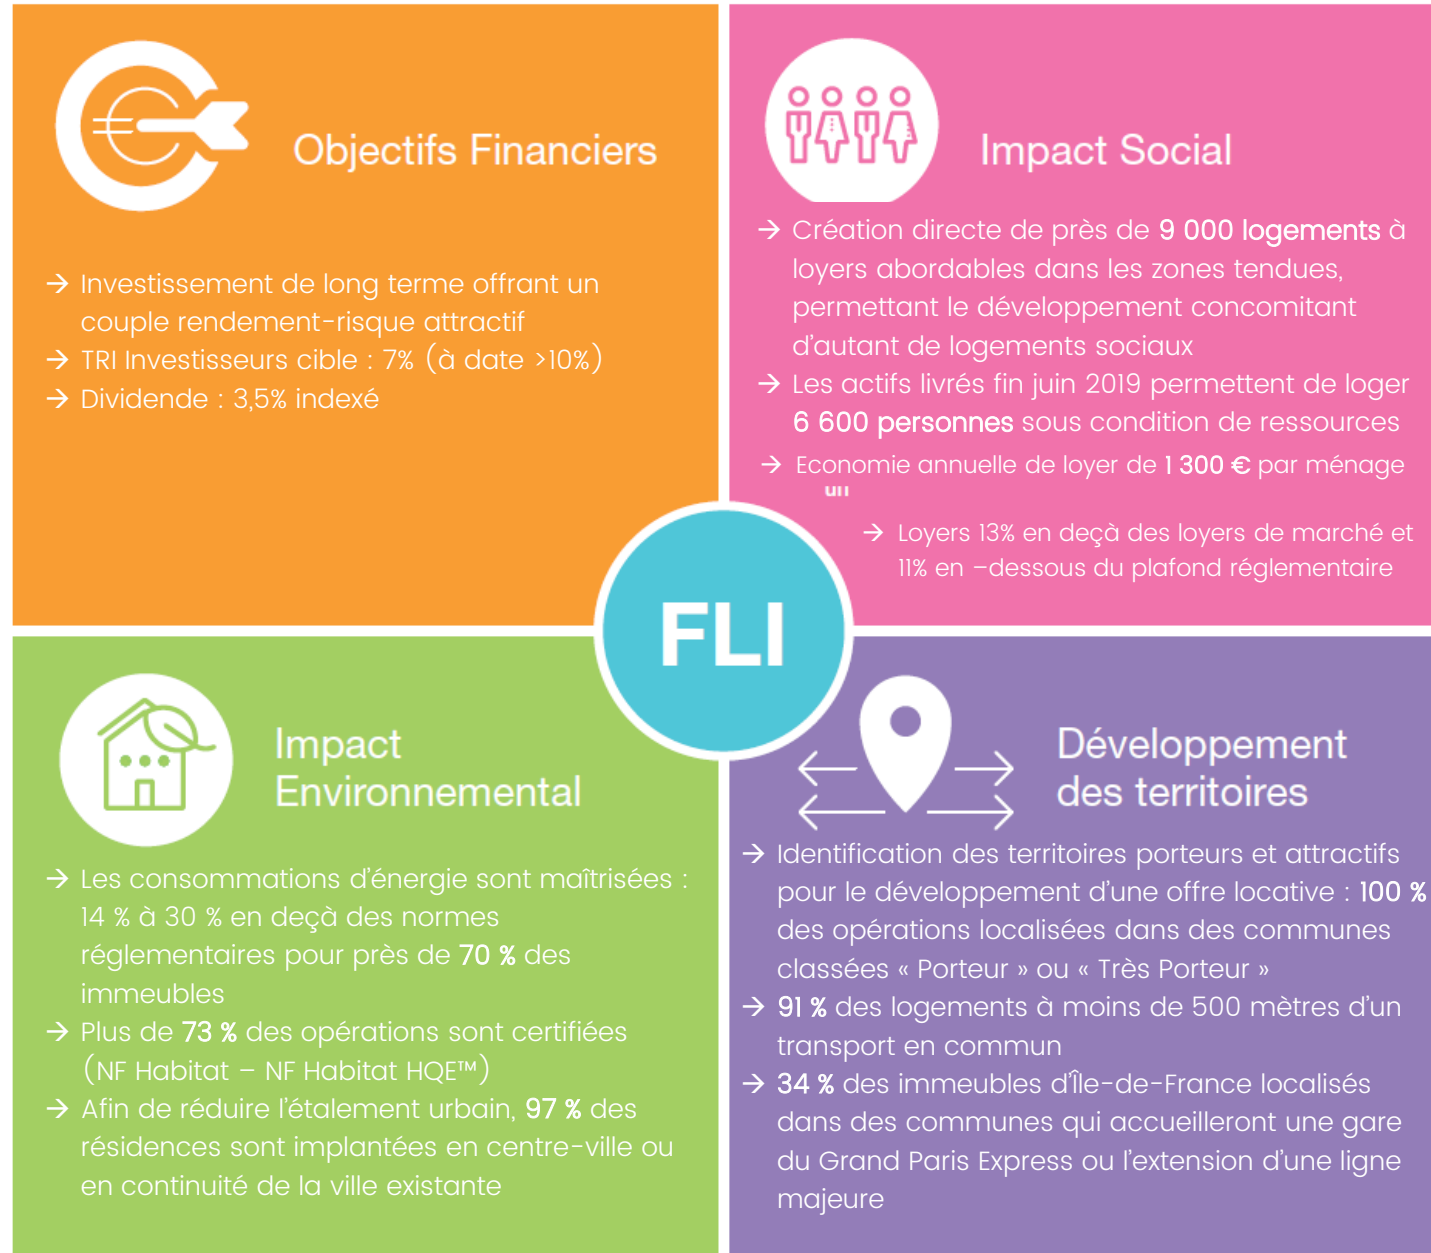 Objectifs Financiers
→ Investissement de long terme offrant un
couple rendement-risque attractif
→ TRI Investisseurs cible : 7% (à date >10%)
→ Dividende : 3,5% indexé
Impact Social
→ Création directe de près de 9 000 logements à
loyers abordables dans les zones tendues,
permettant le développement concomitant
d’autant de logements sociaux
→ Les actifs livrés fin juin 2019 permettent de loger
6 600 personnes sous condition de ressources
→ Economie annuelle de loyer de 1 300 € par ménage
→ Loyers 13% en deçà des loyers de marché et
11% en –dessous du plafond réglementaire
FLI
Impact
Environnemental
→ Les consommations d’énergie sont maîtrisées :
14 % à 30 % en deçà des normes
réglementaires pour près de 70 % des
immeubles
→ Plus de 73 % des opérations sont certifiées
(NF Habitat – NF Habitat HQE™)
→ Afin de réduire l’étalement urbain, 97 % des
résidences sont implantées en centre-ville ou
en continuité de la ville existante
Développement
des territoires
→ Identification des territoires porteurs et attractifs
pour le développement d’une offre locative : 100 %
des opérations localisées dans des communes
classées « Porteur » ou « Très Porteur »
→ 91 % des logements à moins de 500 mètres d’un
transport en commun
→ 34 % des immeubles d’Île-de-France localisés
dans des communes qui accueilleront une gare
du Grand Paris Express ou l’extension d’une ligne
majeure